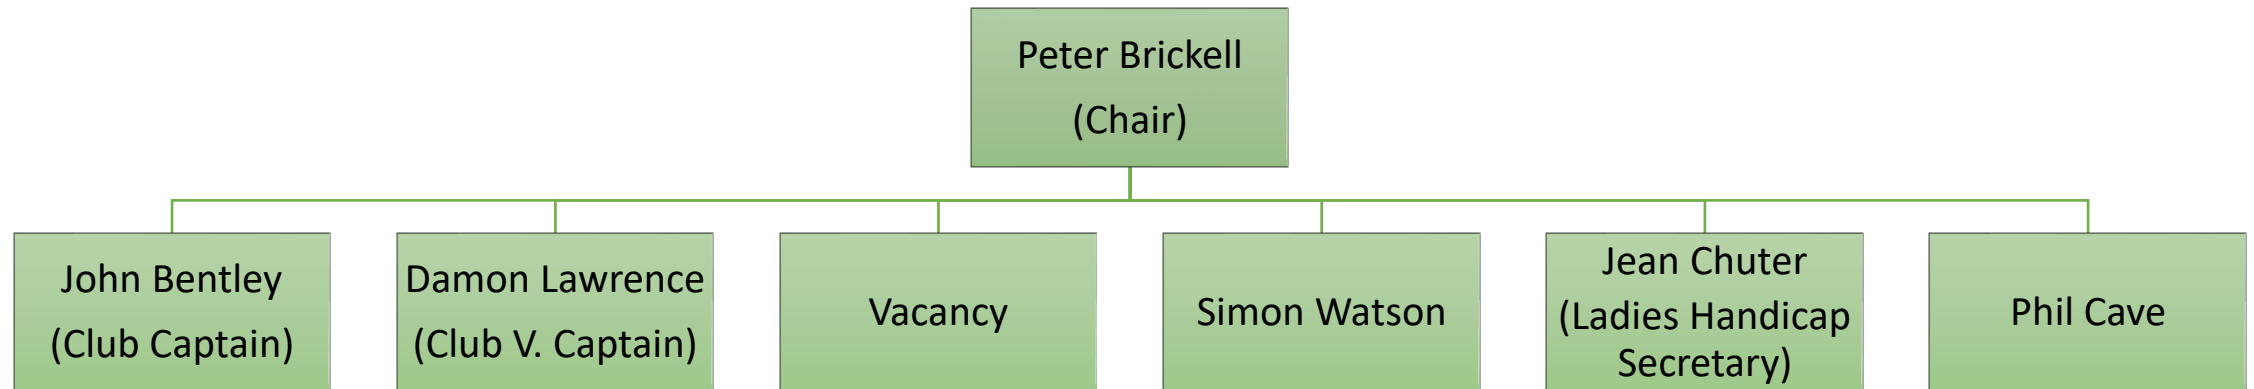 Peter Brickell
(Chair)
John Bentley
(Club Captain)
Damon Lawrence
(Club V. Captain)
Vacancy
Simon Watson
Jean Chuter
(Ladies Handicap
Secretary)
Phil Cave